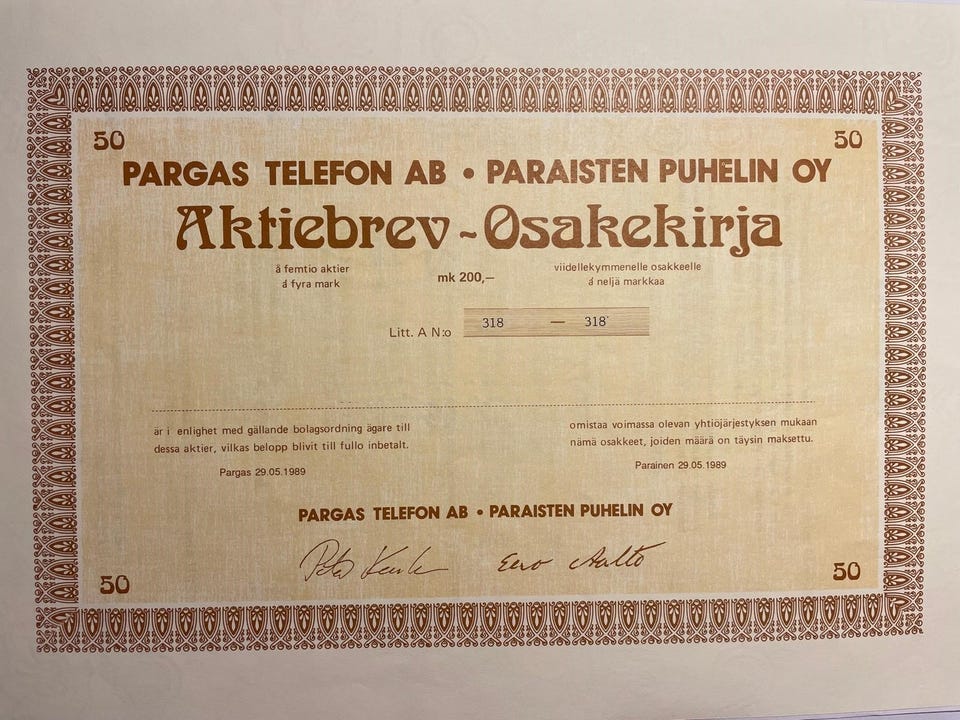 50 50
PARGAS TELEFON AB • PARAISTEN PUHELIN OY
Aktiebrev - Osakekirja
à femtio aktier
á fyra mark
mk 200,—
viidellekymmenelle osakkeelle
á neljä markkaa
Litt. A N:o 318 — 318
är i enlighet med gällande bolagsordning ägare till
dessa aktier, vilkas belopp blivit till fullo inbetalt.
Pargas 29.05.1989
omistaa voimassa olevan yhtiöjärjestyksen mukaan
nämä osakkeet, joiden määrä on täysin maksettu.
Parainen 29.05.1989
PARGAS TELEFON AB • PARAISTEN PUHELIN OY
Eero Aalto
50 50